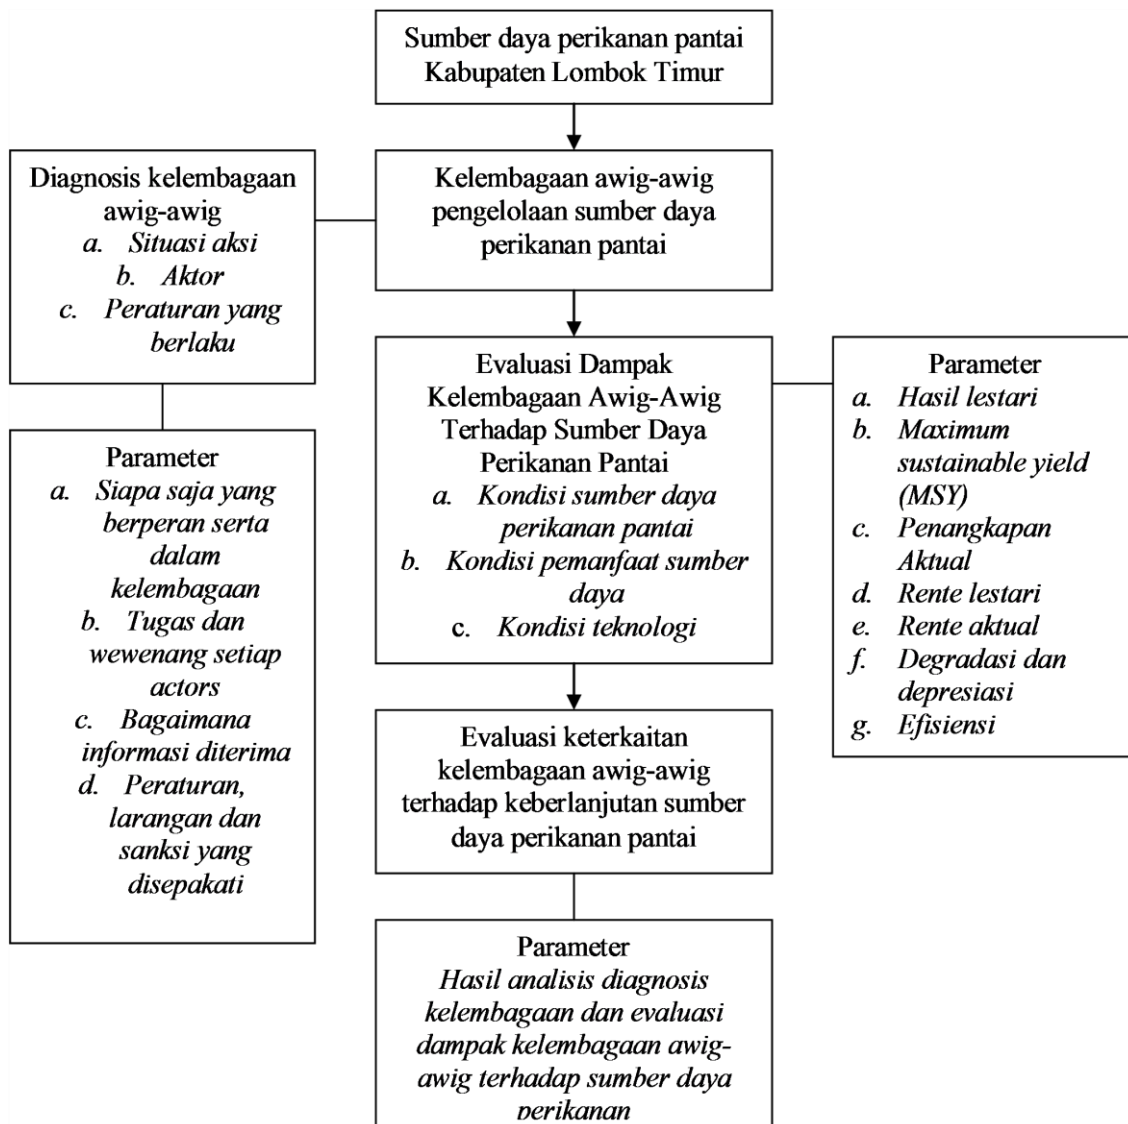 Sumber daya perikanan pantai
Kabupaten Lombok Timur
Diagnosis kelembagaan
awig-awig
a. Situasi aksi
b. Aktor
c. Peraturan yang
berlaku
Kelembagaan awig-awig
pengelolaan sumber daya
perikanan pantai
Evaluasi Dampak
Kelembagaan Awig-Awig
Terhadap Sumber Daya
Perikanan Pantai
a. Kondisi sumber daya
perikanan pantai
b. Kondisi pemanfaat sumber
daya
c. Kondisi teknologi
Parameter
a. Hasil lestari
b. Maximum
sustainable yield
(MSY)
c. Penangkapan
Aktual
d. Rente lestari
e. Rente aktual
f. Degradasi dan
depresiasi
g. Efisiensi
Parameter
a. Siapa saja yang
berperan serta
dalam
kelembagaan
b. Tugas dan
wewenang setiap
actors
c. Bagaimana
informasi diterima
d. Peraturan,
larangan dan
sanksi yang
disepakati
Evaluasi keterkaitan
kelembagaan awig-awig
terhadap keberlanjutan sumber
daya perikanan pantai
Parameter
Hasil analisis diagnosis
kelembagaan dan evaluasi
dampak kelembagaan awig-
awig terhadap sumber daya
perikanan